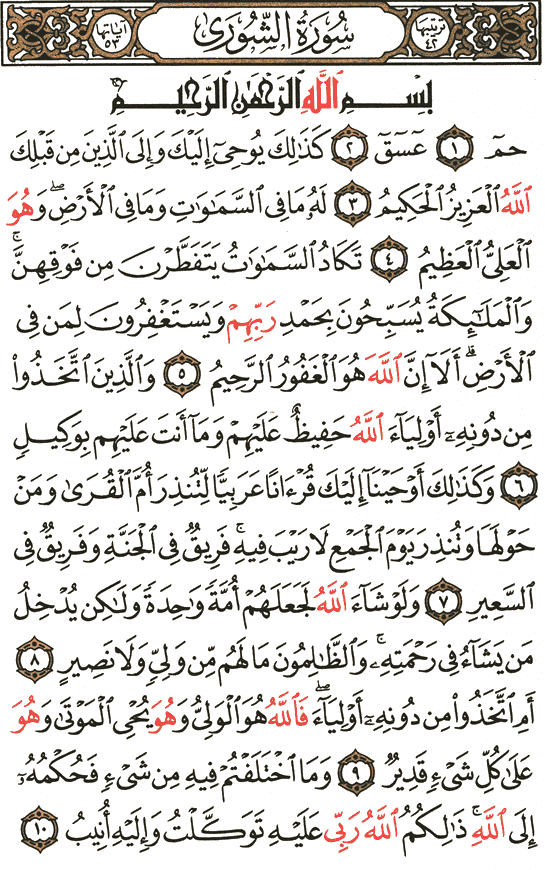 ترتيبها ٤٢ سُورَةُ الشُّورَىٰ آياتها ٥٣
بِسْمِ اللَّهِ الرَّحْمَٰنِ الرَّحِيمِ
حمٓ ١ عٓسٓقٓ ٢ كَذَٰلِكَ يُوحِىٓ إِلَيْكَ وَإِلَى ٱلَّذِينَ مِن قَبْلِكَ
ٱللَّهُ ٱلْعَزِيزُ ٱلْحَكِيمُ ٣ لَهُۥ مَا فِى ٱلسَّمَٰوَٰتِ وَمَا فِى ٱلْأَرْضِ ۖ وَهُوَ
ٱلْعَلِىُّ ٱلْعَظِيمُ ٤ تَكَادُ ٱلسَّمَٰوَٰتُ يَتَفَطَّرْنَ مِن فَوْقِهِنَّ ۚ
وَٱلْمَلَٰٓئِكَةُ يُسَبِّحُونَ بِحَمْدِ رَبِّهِمْ وَيَسْتَغْفِرُونَ لِمَن فِى
ٱلْأَرْضِ ۗ أَلَآ إِنَّ ٱللَّهَ هُوَ ٱلْغَفُورُ ٱلرَّحِيمُ ٥ وَٱلَّذِينَ ٱتَّخَذُوا۟
مِن دُونِهِۦٓ أَوْلِيَآءَ ٱللَّهُ حَفِيظٌ عَلَيْهِمْ وَمَآ أَنتَ عَلَيْهِم بِوَكِيلٍ
٦ وَكَذَٰلِكَ أَوْحَيْنَآ إِلَيْكَ قُرْءَانًا عَرَبِيًّا لِّتُنذِرَ أُمَّ ٱلْقُرَىٰ وَمَنْ
حَوْلَهَا وَتُنذِرَ يَوْمَ ٱلْجَمْعِ لَا رَيْبَ فِيهِ ۚ فَرِيقٌ فِى ٱلْجَنَّةِ وَفَرِيقٌ فِى
ٱلسَّعِيرِ ٧ وَلَوْ شَآءَ ٱللَّهُ لَجَعَلَهُمْ أُمَّةً وَٰحِدَةً وَلَٰكِن يُدْخِلُ
مَن يَشَآءُ فِى رَحْمَتِهِۦ ۚ وَٱلظَّٰلِمُونَ مَا لَهُم مِّن وَلِىٍّ وَلَا نَصِيرٍ ٨
أَمِ ٱتَّخَذُوا۟ مِن دُونِهِۦٓ أَوْلِيَآءَ ۖ فَٱللَّهُ هُوَ ٱلْوَلِىُّ وَهُوَ يُحْىِ ٱلْمَوْتَىٰ وَهُوَ
عَلَىٰ كُلِّ شَىْءٍ قَدِيرٌ ٩ وَمَا ٱخْتَلَفْتُمْ فِيهِ مِن شَىْءٍ فَحُكْمُهُۥٓ
إِلَى ٱللَّهِ ۚ ذَٰلِكُمُ ٱللَّهُ رَبِّى عَلَيْهِ تَوَكَّلْتُ وَإِلَيْهِ أُنِيبُ ١٠